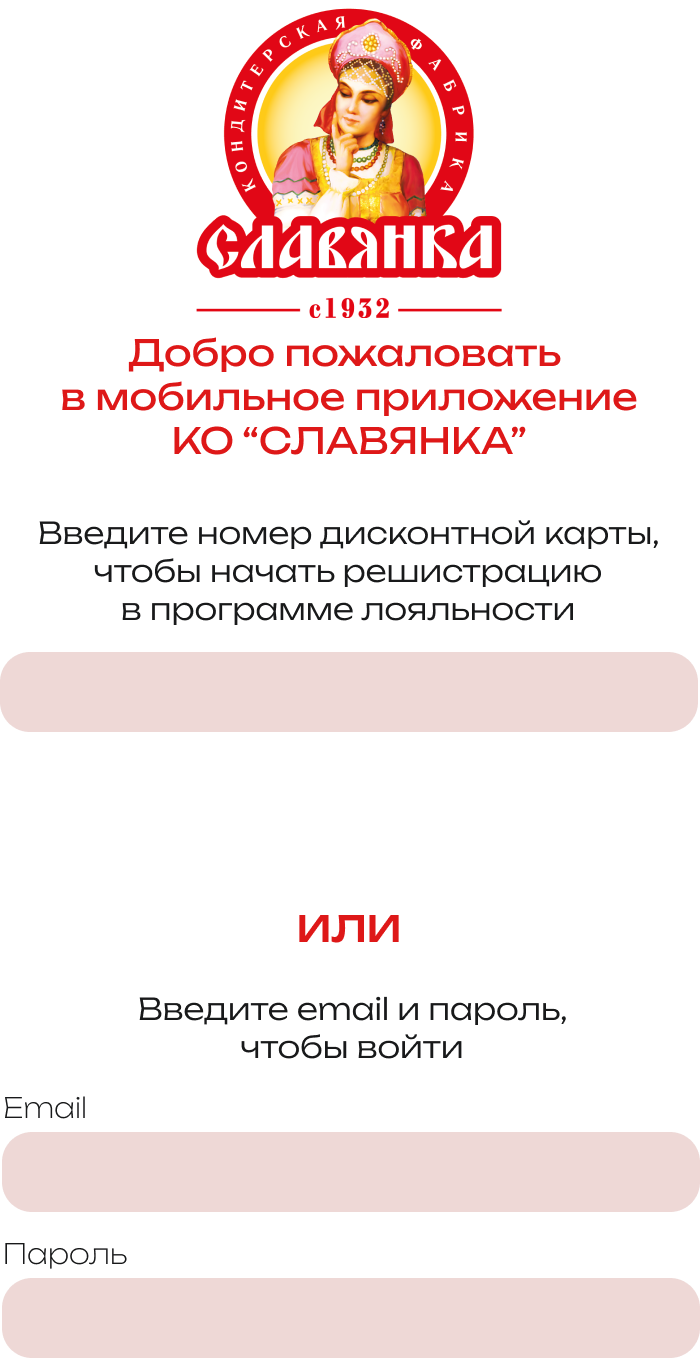 КОНДИТЕРСКАЯ ФАБРИКА
СЛАВЯНКА
с1932
Добро пожаловать
в мобильное приложение
КО “СЛАВЯНКА”
Введите номер дисконтной карты,
чтобы начать решистрацию
в программе лояльности
ИЛИ
Введите email и пароль,
чтобы войти
Email
Пароль